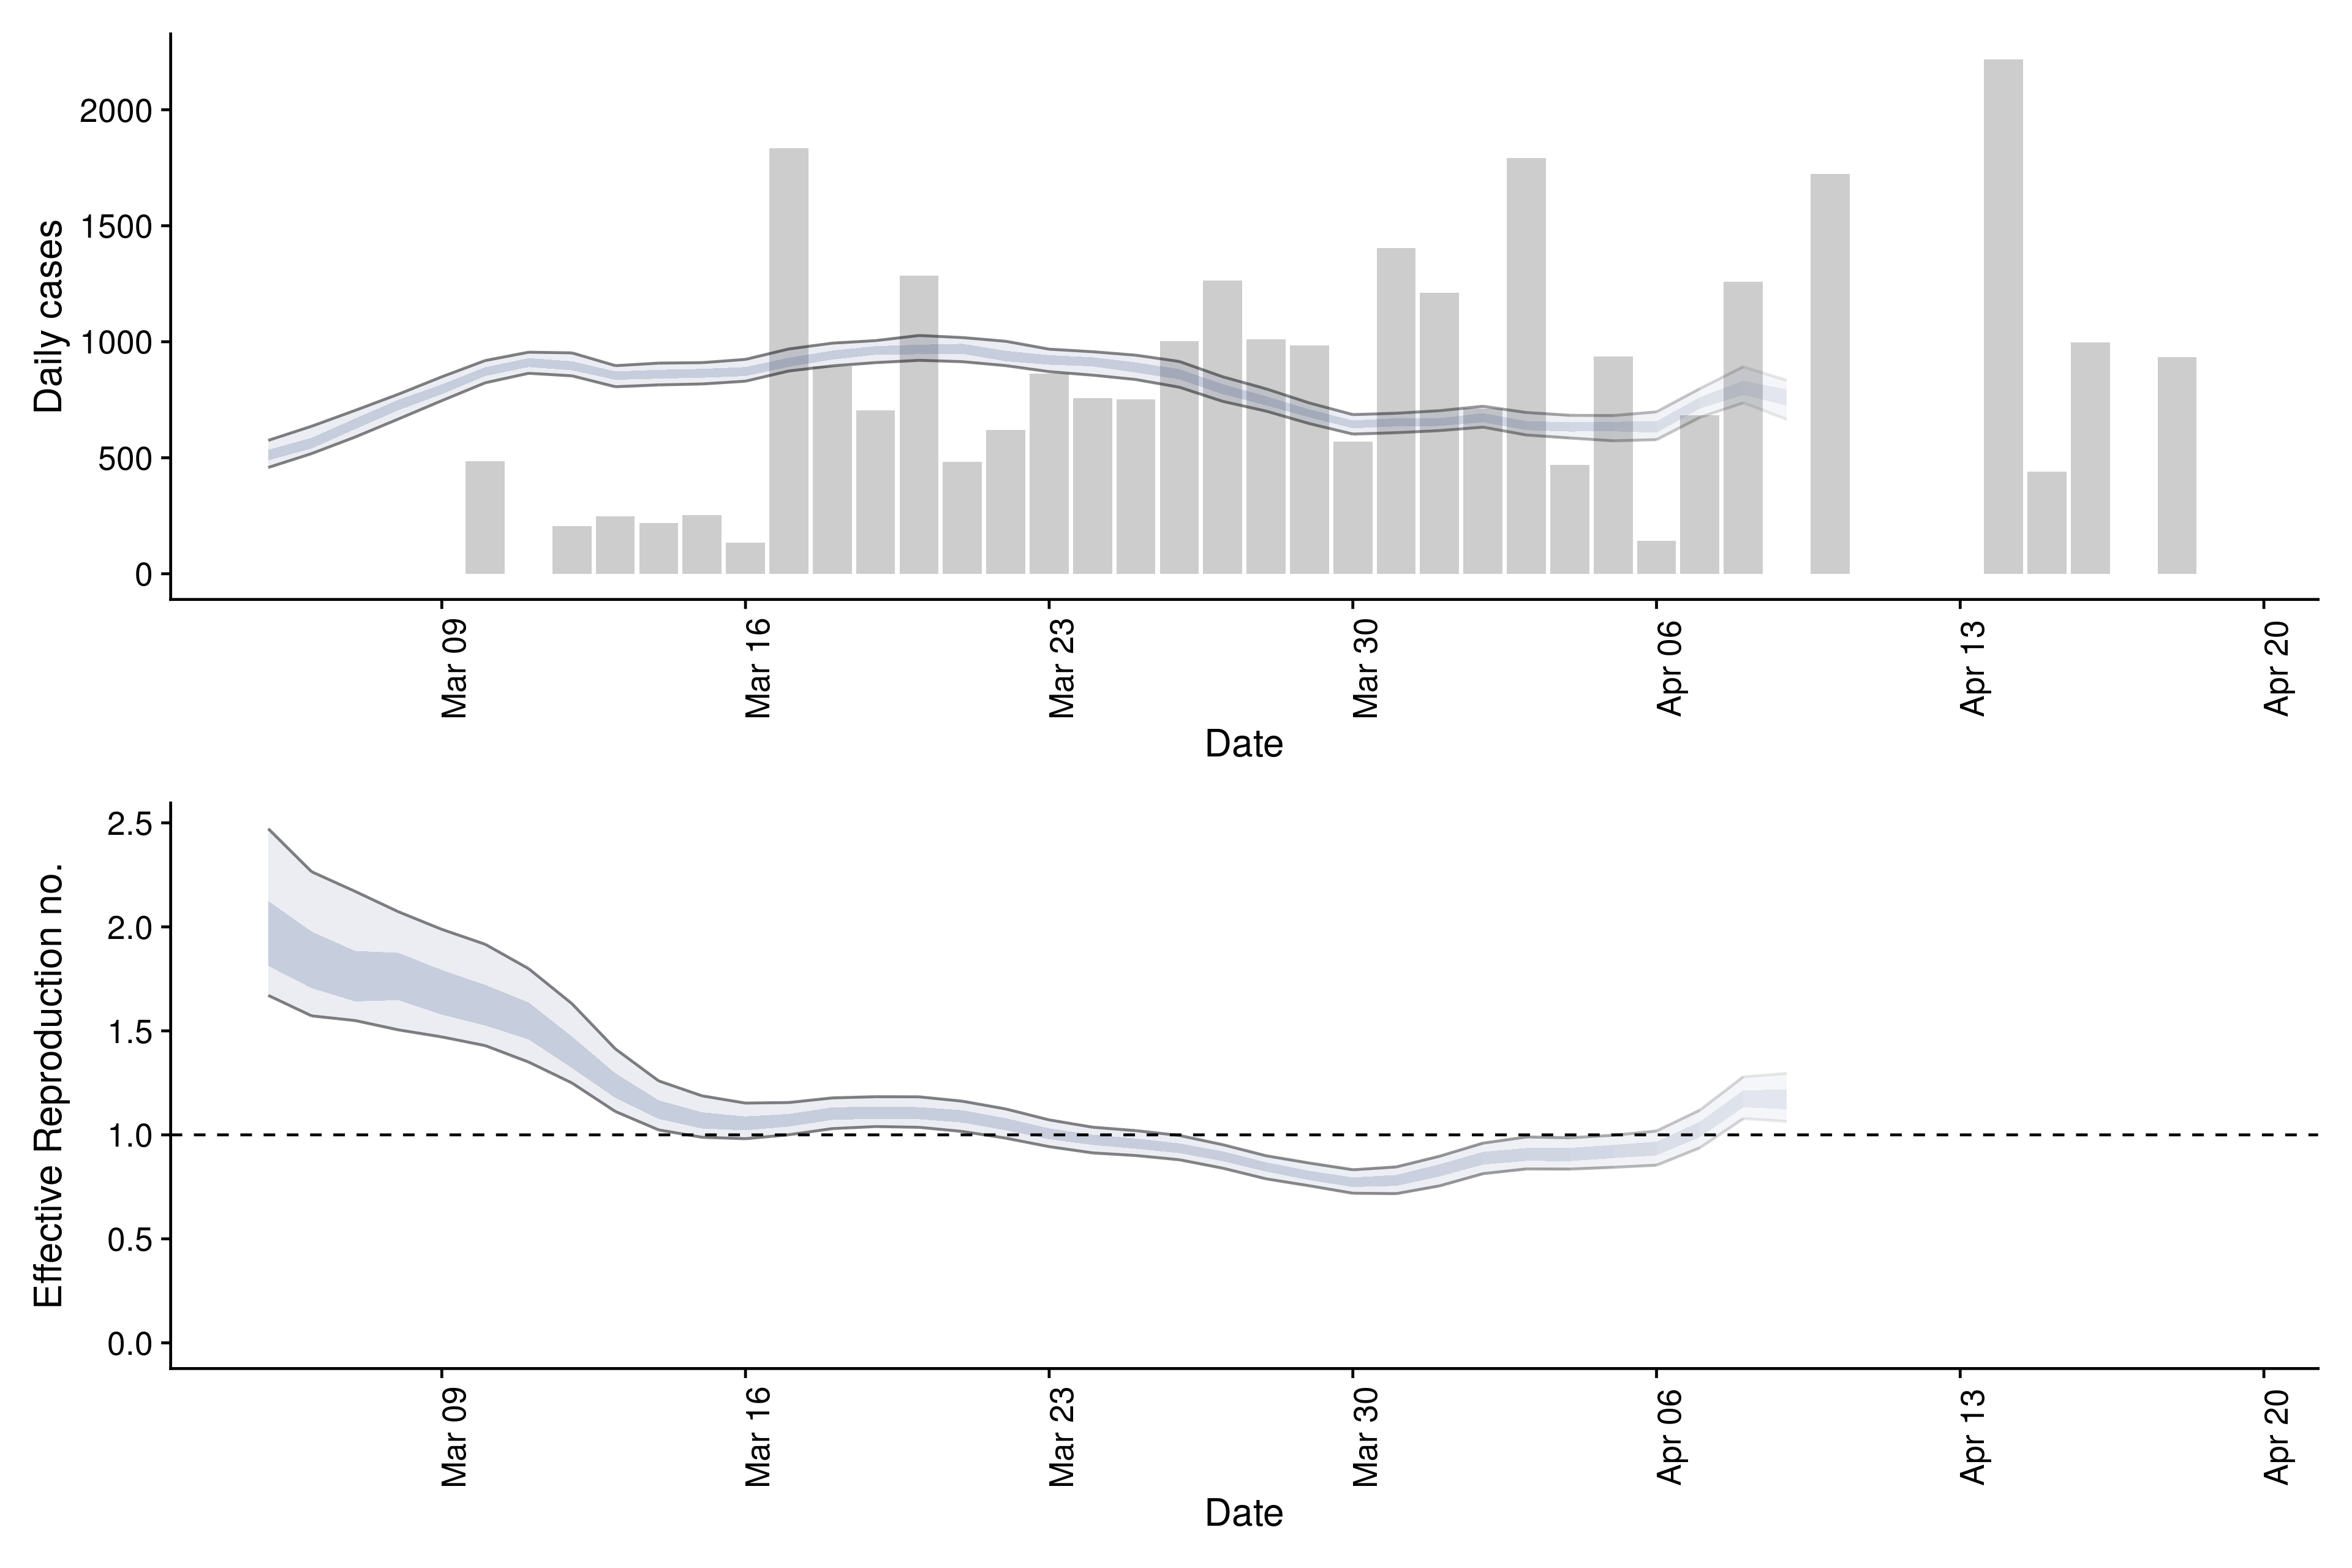 Daily cases
2000
1500
1000
500
0
Mar 09
Mar 16
Mar 23
Mar 30
Apr 06
Apr 13
Apr 20
Date
Effective Reproduction no.
2.5
2.0
1.5
1.0
0.5
0.0
Mar 09
Mar 16
Mar 23
Mar 30
Apr 06
Apr 13
Apr 20
Date